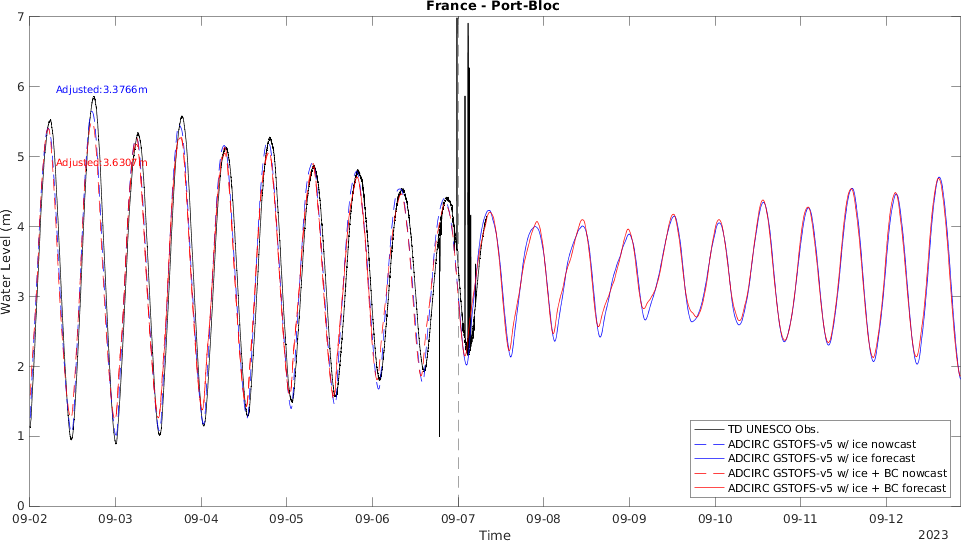 France - Port-Bloc
7
6
5
4
3
2
1
0
Water Level (m)
Adjusted:3.3766m
Adjusted:3.6307m
TD UNESCO Obs.
ADCIRC GSTOFS-v5 w/ ice nowcast
ADCIRC GSTOFS-v5 w/ ice forecast
ADCIRC GSTOFS-v5 w/ ice + BC nowcast
ADCIRC GSTOFS-v5 w/ ice + BC forecast
09-02 09-03 09-04 09-05 09-06 09-07 09-08 09-09 09-10 09-11 09-12
Time
2023